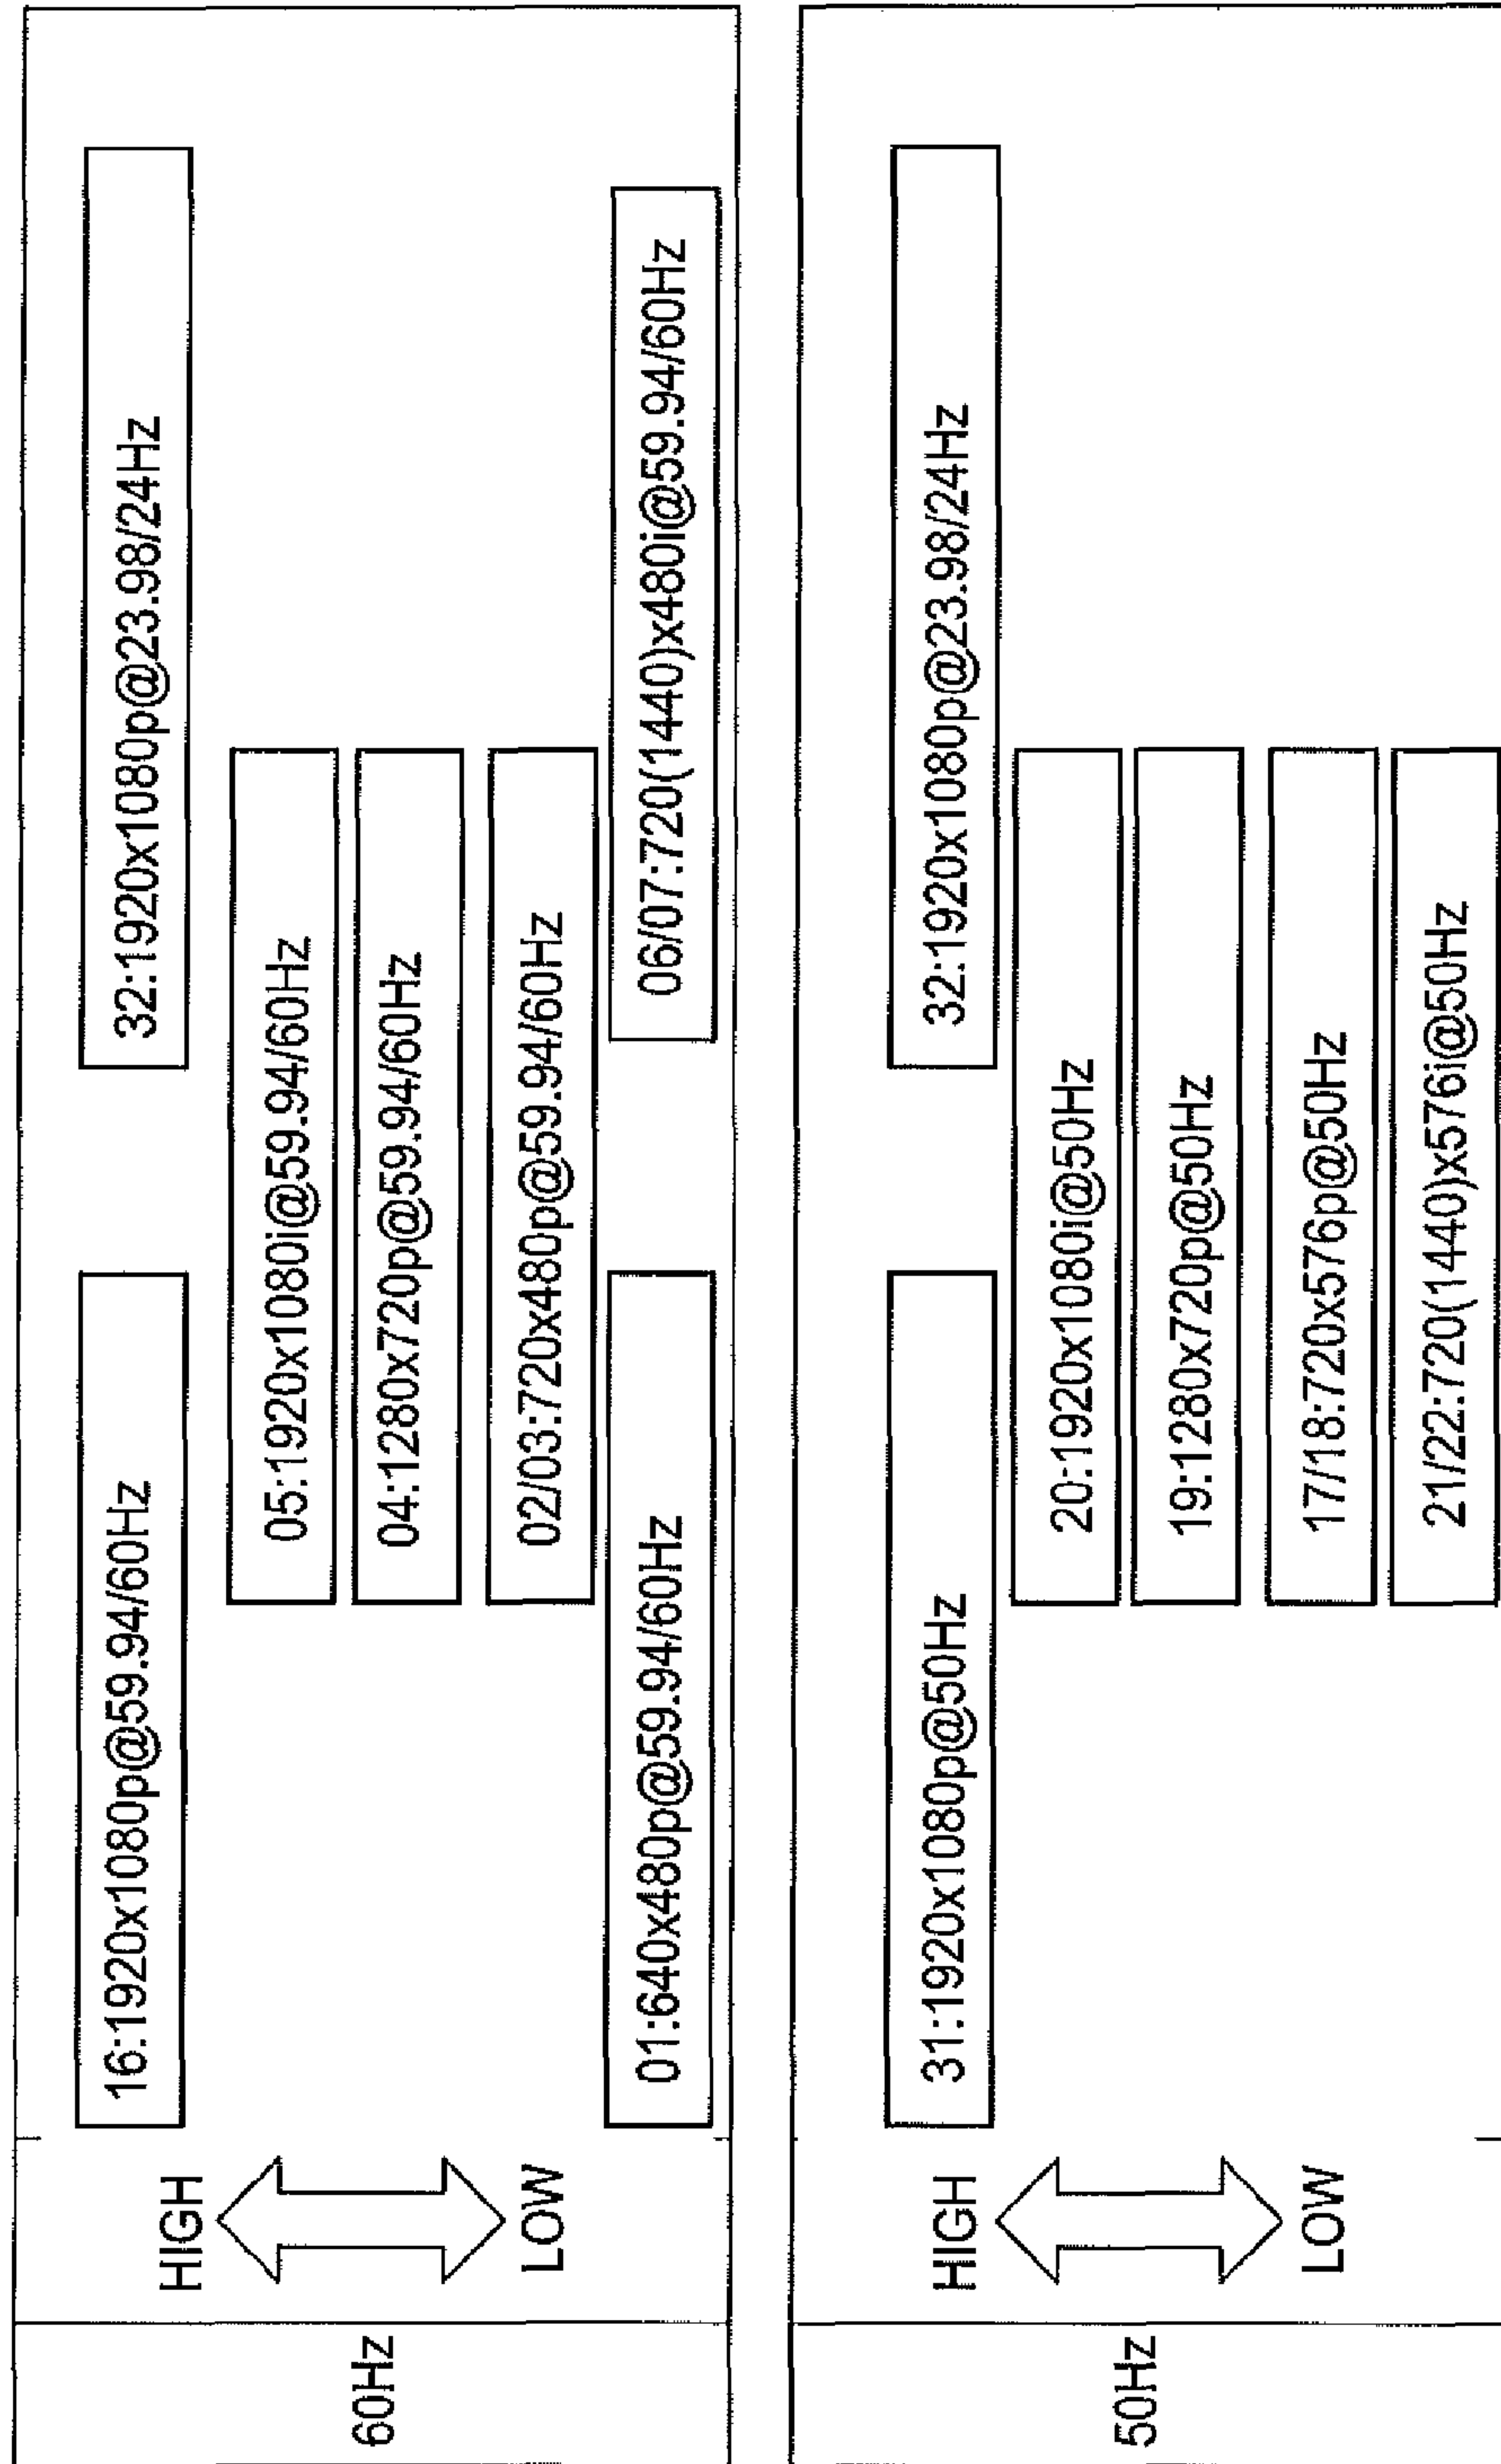 60Hz
HIGH
LOW
16:1920x1080p@59.94/60Hz
32:1920x1080p@23.98/24Hz
05:1920x1080i@59.94/60Hz
04:1280x720p@59.94/60Hz
02/03:720x480p@59.94/60Hz
01:640x480p@59.94/60Hz
06/07:720(1440)x480i@59.94/60Hz
50Hz
HIGH
LOW
31:1920x1080p@50Hz
32:1920x1080p@23.98/24Hz
20:1920x1080i@50Hz
19:1280x720p@50Hz
17/18:720x576p@50Hz
21/22:720(1440)x576i@50Hz